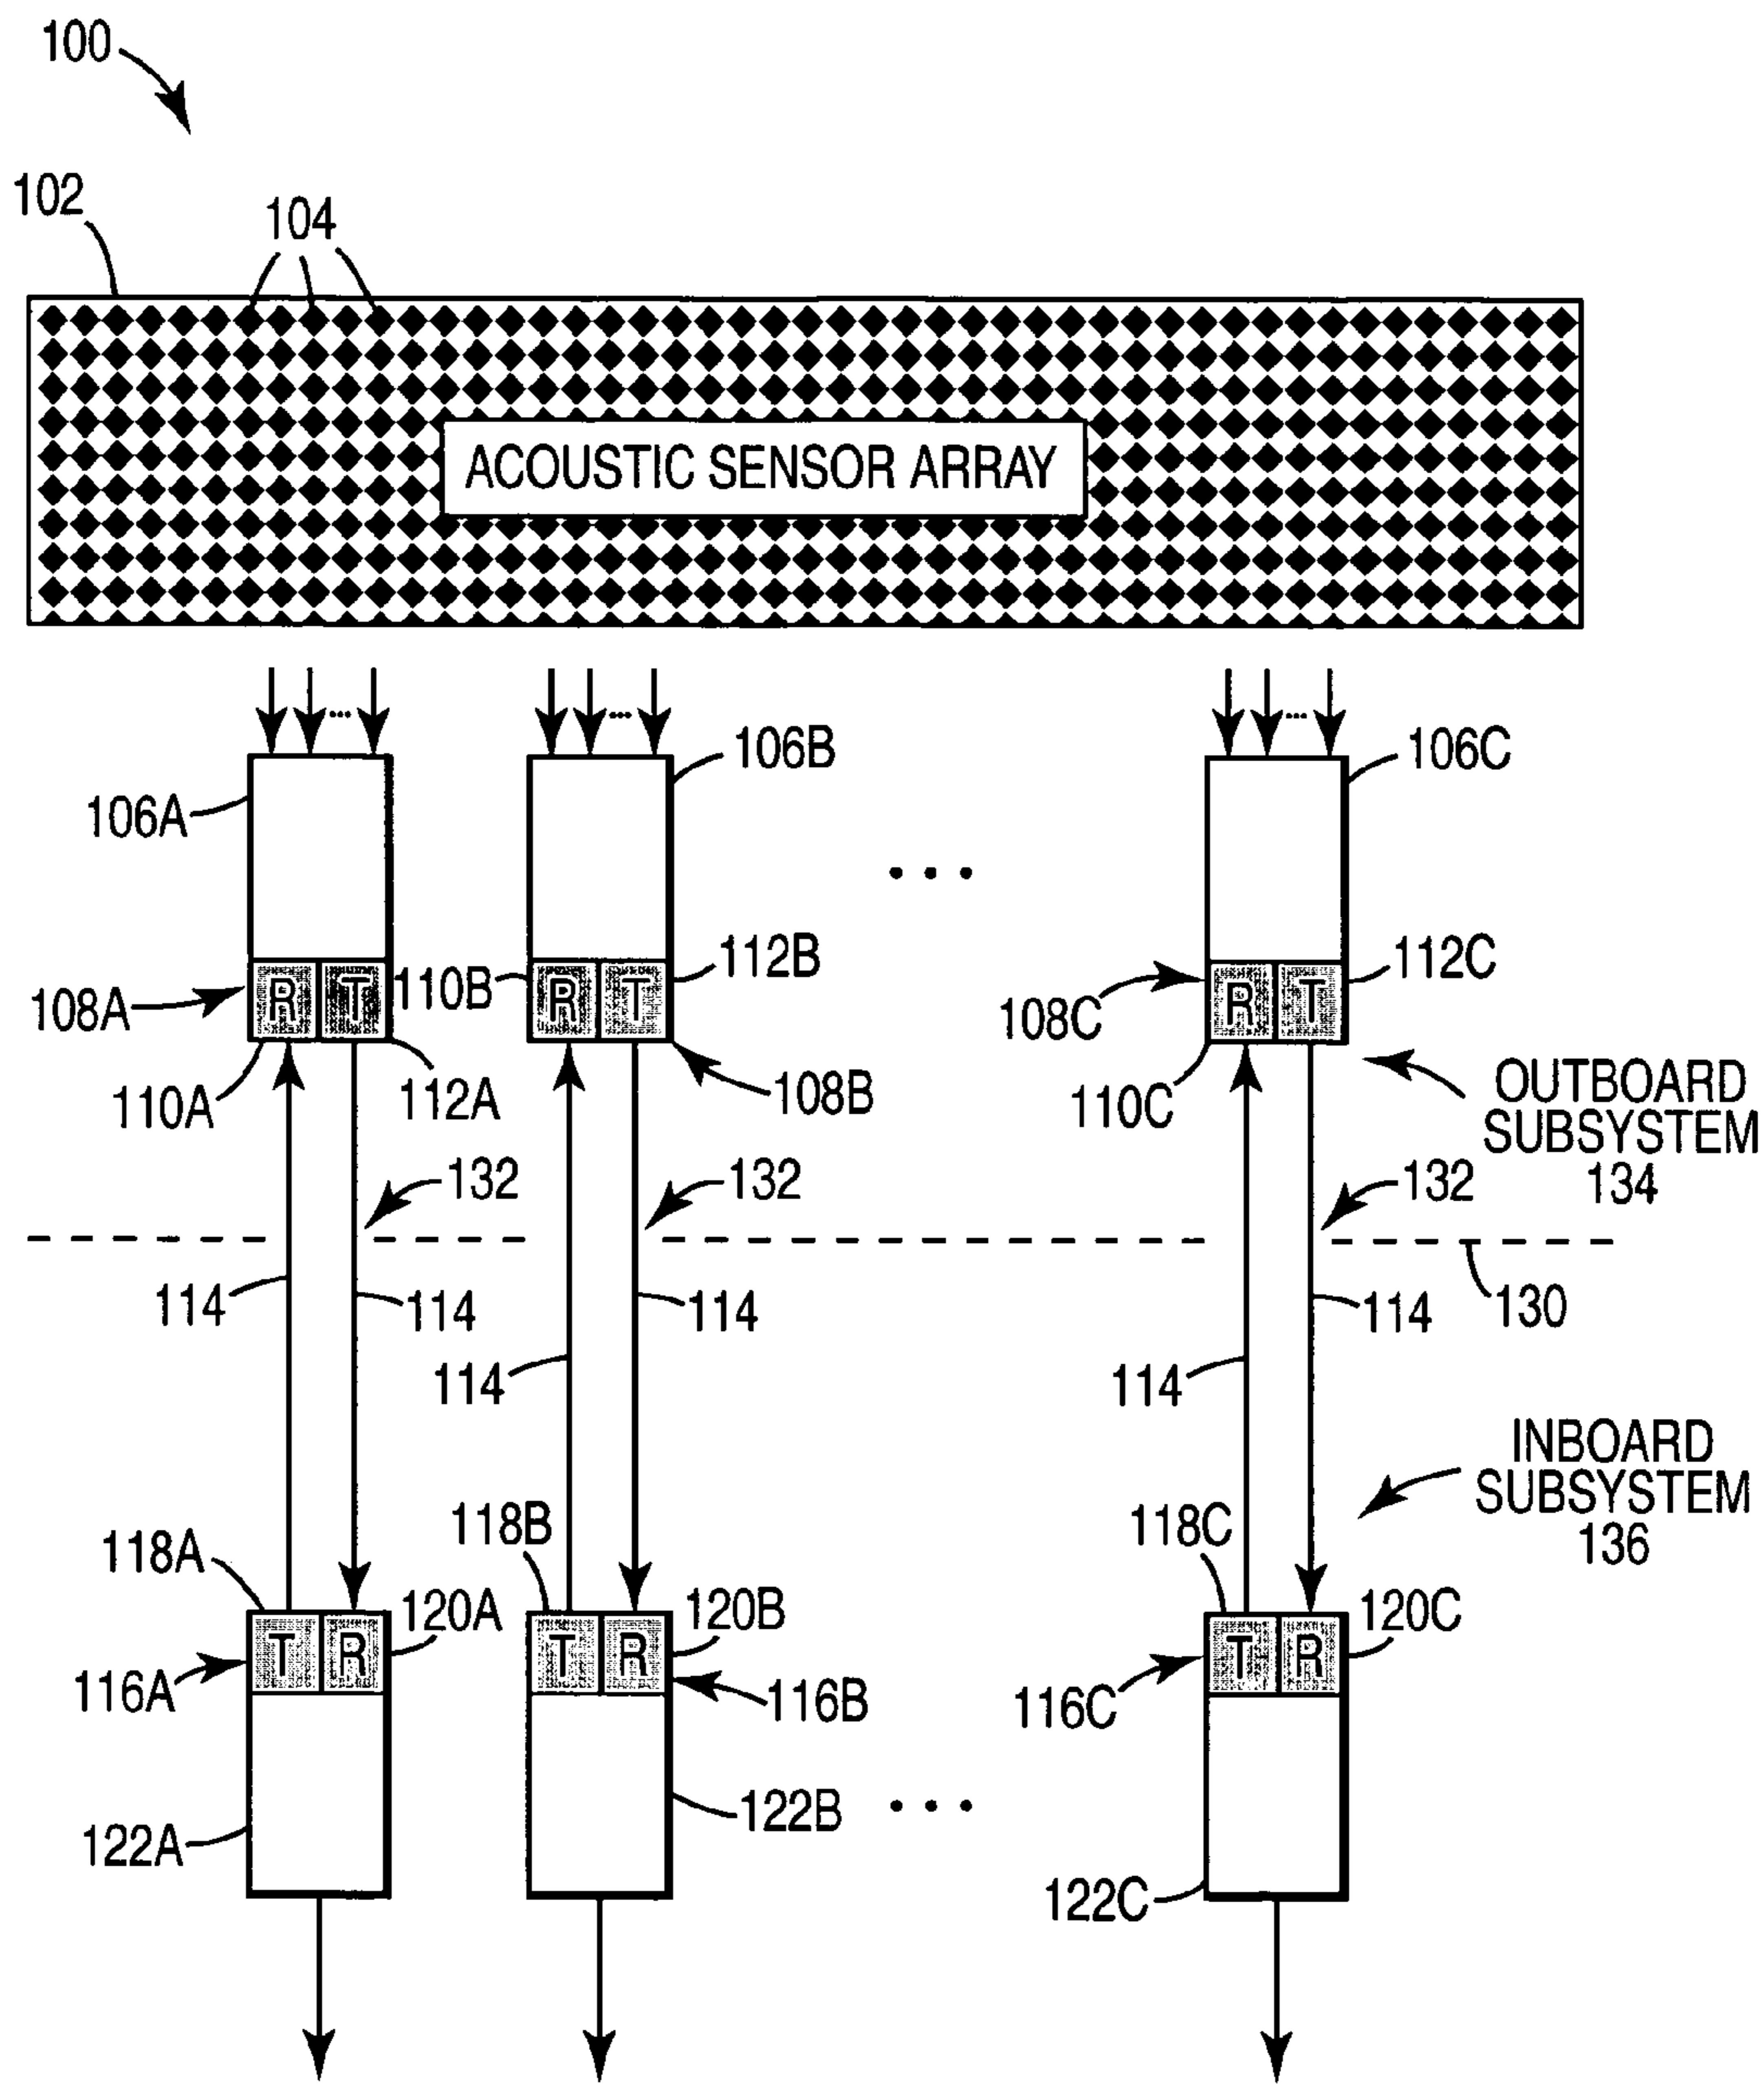 100
102
104
ACOUSTIC SENSOR ARRAY
...
...
...
106A
106B
106C
...
108A
R
T
110B
R
T
112B
108C
R
T
112C
110A
112A
108B
110C
OUTBOARD
SUBSYSTEM
134
132
132
132
114
114
114
114
130
114
114
INBOARD
SUBSYSTEM
136
118A
118B
118C
T
R
120A
T
R
120B
T
R
120C
116A
116B
116C
122A
122B
...
122C